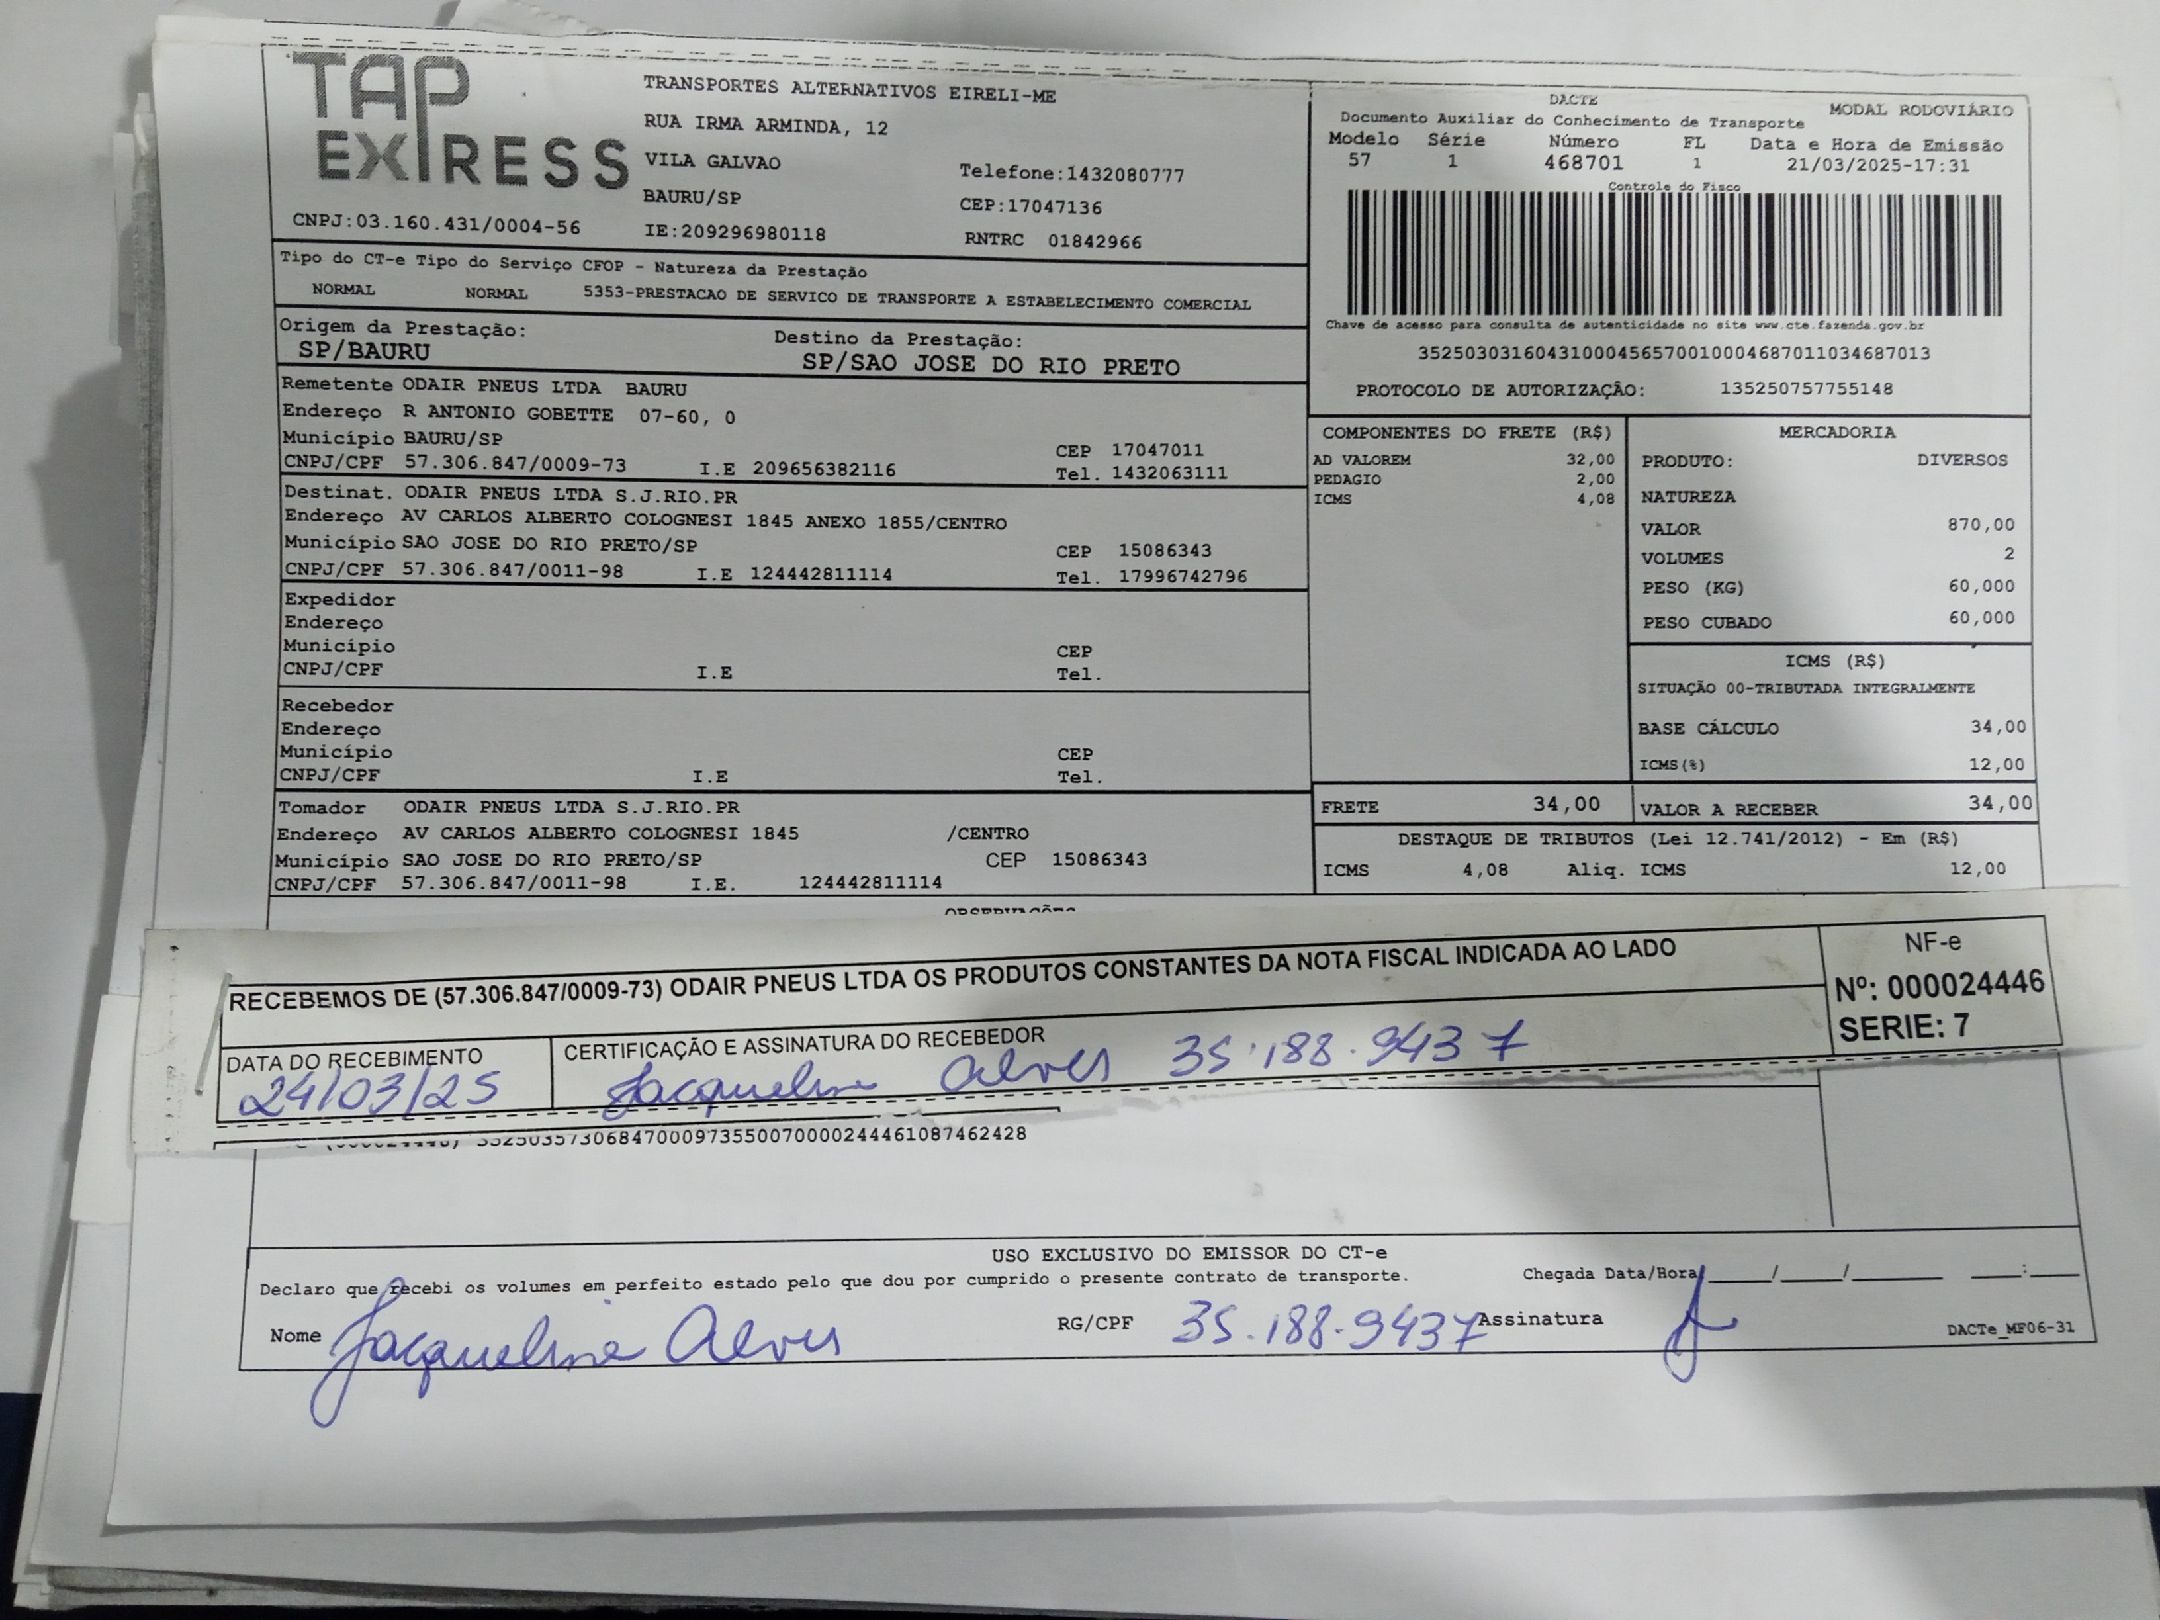 TAP EXPRESS
TRANSPORTES ALTERNATIVOS EIRELI-ME
RUA IRMA ARMINDA, 12
VILA GALVAO Telefone:1432080777
BAURU/SP CEP:17047136
CNPJ:03.160.431/0004-56 IE:209296980118 RNTRC 01842966
DACTE MODAL RODOVIÁRIO
Documento Auxiliar do Conhecimento de Transporte
Modelo Série Número FL Data e Hora de Emissão
57 1 468701 1 21/03/2025-17:31
Controle do Fisco
Chave de acesso para consulta de autenticidade no site www.cte.fazenda.gov.br
35250303160431000456570010004687011034687013
PROTOCOLO DE AUTORIZAÇÃO: 135250757755148
Tipo do CT-e Tipo do Serviço CFOP - Natureza da Prestação
NORMAL NORMAL 5353-PRESTACAO DE SERVICO DE TRANSPORTE A ESTABELECIMENTO COMERCIAL
Origem da Prestação: Destino da Prestação:
SP/BAURU SP/SAO JOSE DO RIO PRETO
Remetente ODAIR PNEUS LTDA BAURU
Endereço R ANTONIO GOBETTE 07-60, 0
Município BAURU/SP CEP 17047011
CNPJ/CPF 57.306.847/0009-73 I.E 209656382116 Tel. 1432063111
Destinat. ODAIR PNEUS LTDA S.J.RIO.PR
Endereço AV CARLOS ALBERTO COLOGNESI 1845 ANEXO 1855/CENTRO
Município SAO JOSE DO RIO PRETO/SP CEP 15086343
CNPJ/CPF 57.306.847/0011-98 I.E 124442811114 Tel. 17996742796
Expedidor
Endereço
Município CEP
CNPJ/CPF I.E Tel.
Recebedor
Endereço
Município CEP
CNPJ/CPF I.E Tel.
Tomador ODAIR PNEUS LTDA S.J.RIO.PR
Endereço AV CARLOS ALBERTO COLOGNESI 1845 /CENTRO
Município SAO JOSE DO RIO PRETO/SP CEP 15086343
CNPJ/CPF 57.306.847/0011-98 I.E. 124442811114
COMPONENTES DO FRETE (R$)
AD VALOREM 32,00
PEDAGIO 2,00
ICMS 4,08
MERCADORIA
PRODUTO: DIVERSOS
NATUREZA
VALOR 870,00
VOLUMES 2
PESO (KG) 60,000
PESO CUBADO 60,000
ICMS (R$)
SITUAÇÃO 00-TRIBUTADA INTEGRALMENTE
BASE CÁLCULO 34,00
ICMS(%) 12,00
FRETE 34,00 VALOR A RECEBER 34,00
DESTAQUE DE TRIBUTOS (Lei 12.741/2012) - Em (R$)
ICMS 4,08 Aliq. ICMS 12,00
OBSERVAÇÕES
RECEBEMOS DE (57.306.847/0009-73) ODAIR PNEUS LTDA OS PRODUTOS CONSTANTES DA NOTA FISCAL INDICADA AO LADO
NF-e
Nº: 000024446
SERIE: 7
DATA DO RECEBIMENTO CERTIFICAÇÃO E ASSINATURA DO RECEBEDOR
24/03/25 Jacqueline Alves 35.188.943 7
35250357306847000973550070000244461087462428
USO EXCLUSIVO DO EMISSOR DO CT-e
Declaro que recebi os volumes em perfeito estado pelo que dou por cumprido o presente contrato de transporte. Chegada Data/Hora ____/____/______ ___:___
Nome Jacqueline Alves RG/CPF 35.188.943 7 Assinatura
DACTe_MF06-31